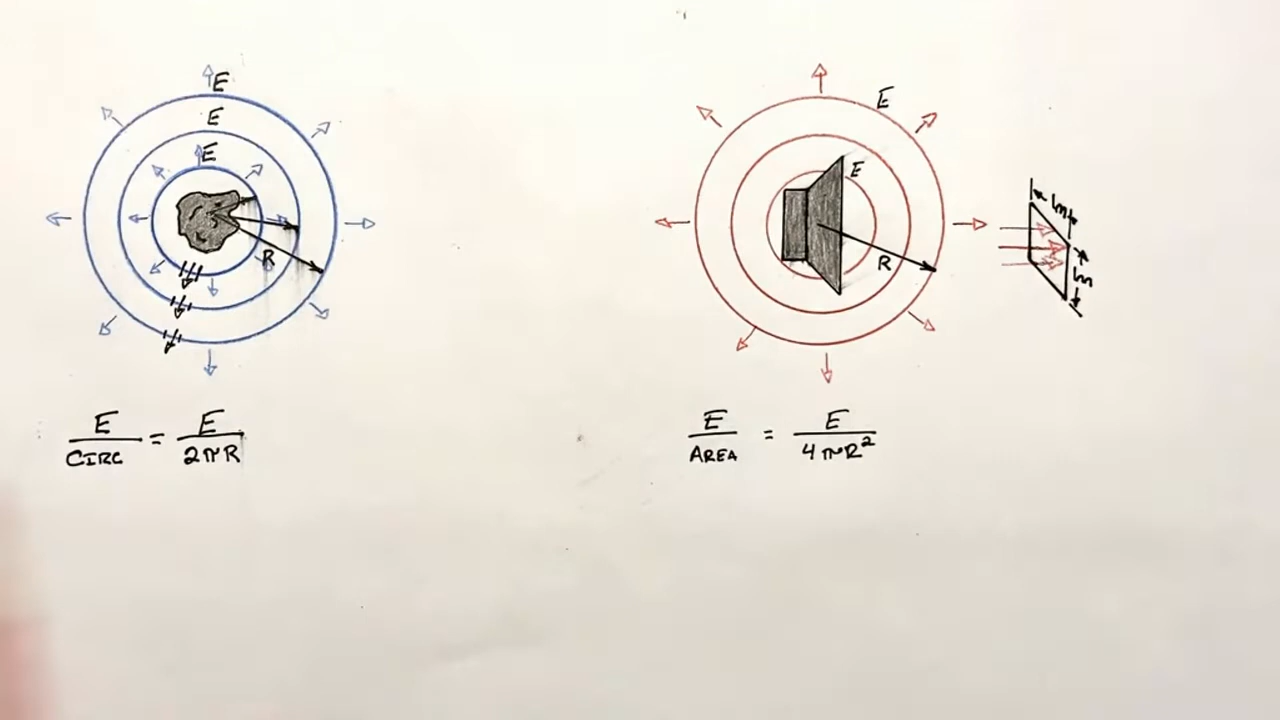 E
E
E
R
E
E
R
1m
1m
E/CIRC = E/2πR
E/AREA = E/4πR²